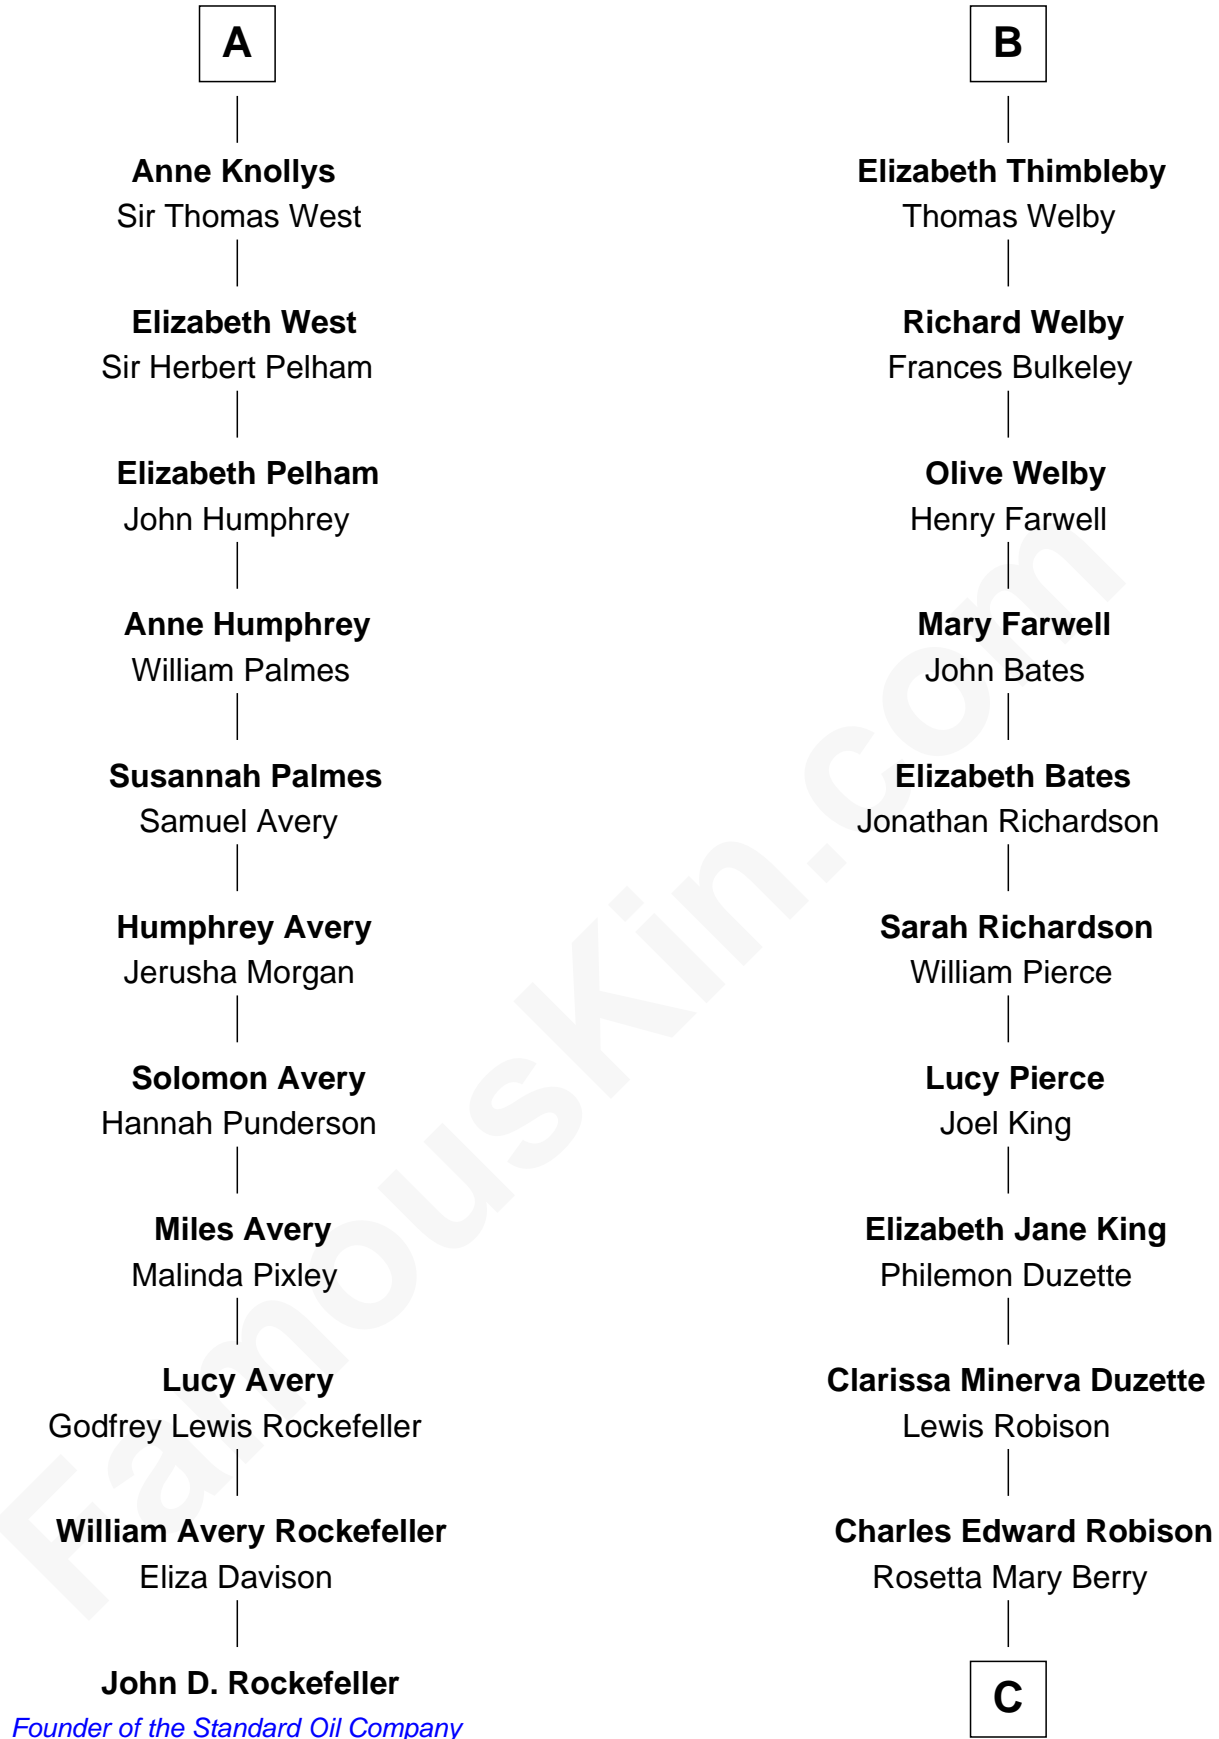 A
Anne Knollys
Sir Thomas West
Elizabeth West
Sir Herbert Pelham
Elizabeth Pelham
John Humphrey
Anne Humphrey
William Palmes
Susannah Palmes
Samuel Avery
Humphrey Avery
Jerusha Morgan
Solomon Avery
Hannah Punderson
Miles Avery
Malinda Pixley
Lucy Avery
Godfrey Lewis Rockefeller
William Avery Rockefeller
Eliza Davison
John D. Rockefeller
Founder of the Standard Oil Company
B
Elizabeth Thimbleby
Thomas Welby
Richard Welby
Frances Bulkeley
Olive Welby
Henry Farwell
Mary Farwell
John Bates
Elizabeth Bates
Jonathan Richardson
Sarah Richardson
William Pierce
Lucy Pierce
Joel King
Elizabeth Jane King
Philemon Duzette
Clarissa Minerva Duzette
Lewis Robison
Charles Edward Robison
Rosetta Mary Berry
C
FamousKin.com